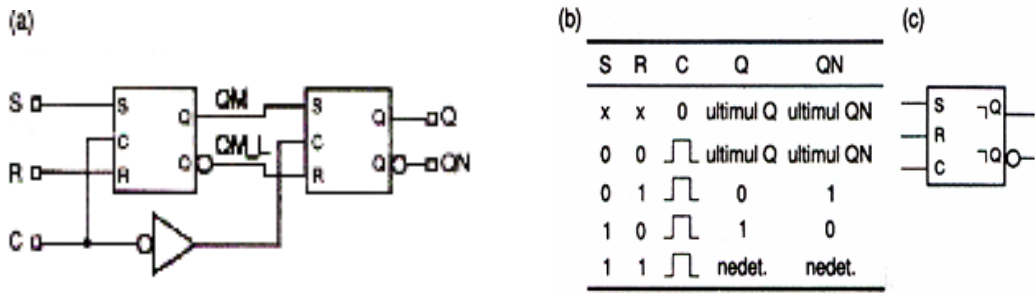 (a)
S
R
C
S
C
R
Q
Q
QM
QM_L
S
C
R
Q
Q
Q
QN
(b)
S R C Q QN
x x 0 ultimul Q ultimul QN
0 0 ultimul Q ultimul QN
0 1 0 1
1 0 1 0
1 1 nedet. nedet.
(c)
S
R
C
¬Q
¬Q